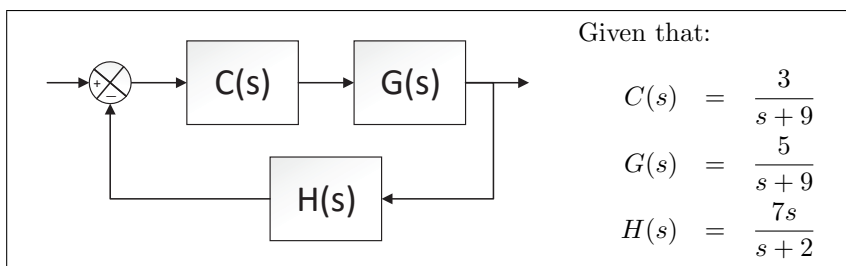 Given that:
C(s)
G(s)
H(s)
+
−
C(s) = 3/(s + 9)
G(s) = 5/(s + 9)
H(s) = 7s/(s + 2)